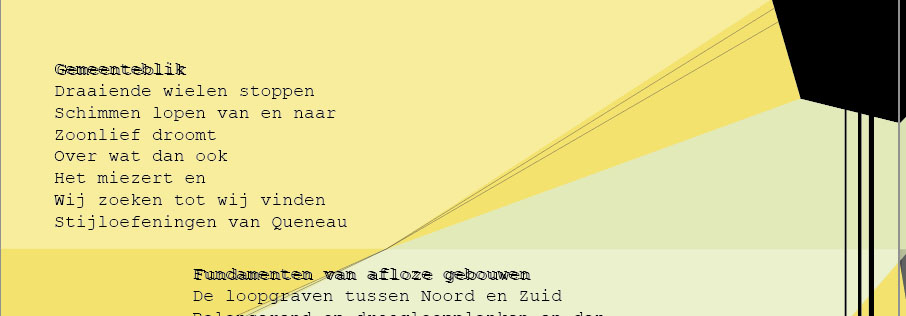 Gemeenteblik
Draaiende wielen stoppen
Schimmen lopen van en naar
Zoonlief droomt
Over wat dan ook
Het miezert en
Wij zoeken tot wij vinden
Stijloefeningen van Queneau
Fundamenten van afloze gebouwen
De loopgraven tussen Noord en Zuid